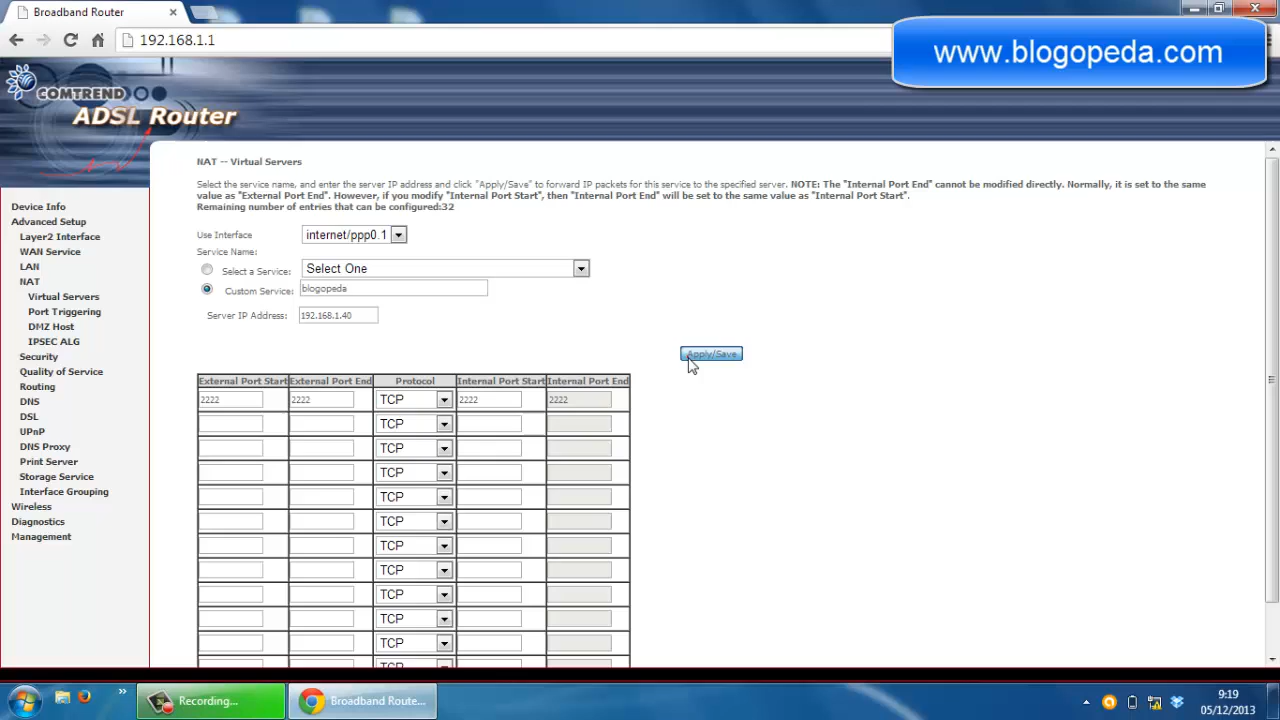 Broadband Router
192.168.1.1
www.blogopeda.com
COMTREND
ADSL Router
Device Info
Advanced Setup
Layer2 Interface
WAN Service
LAN
NAT
Virtual Servers
Port Triggering
DMZ Host
IPSEC ALG
Security
Quality of Service
Routing
DNS
DSL
UPnP
DNS Proxy
Print Server
Storage Service
Interface Grouping
Wireless
Diagnostics
Management
NAT -- Virtual Servers
Select the service name, and enter the server IP address and click "Apply/Save" to forward IP packets for this service to the specified server. NOTE: The "Internal Port End" cannot be modified directly. Normally, it is set to the same
value as "External Port End". However, if you modify "Internal Port Start", then "Internal Port End" will be set to the same value as "Internal Port Start".
Remaining number of entries that can be configured:32
Use Interface internet/ppp0.1
Service Name:
Select a Service: Select One
Custom Service: blogopeda
Server IP Address: 192.168.1.40
Apply/Save
External Port Start External Port End Protocol Internal Port Start Internal Port End
2222 2222 TCP 2222 2222
TCP
TCP
TCP
TCP
TCP
TCP
TCP
TCP
TCP
TCP
TCP
Recording...
Broadband Route...
9:19
05/12/2013